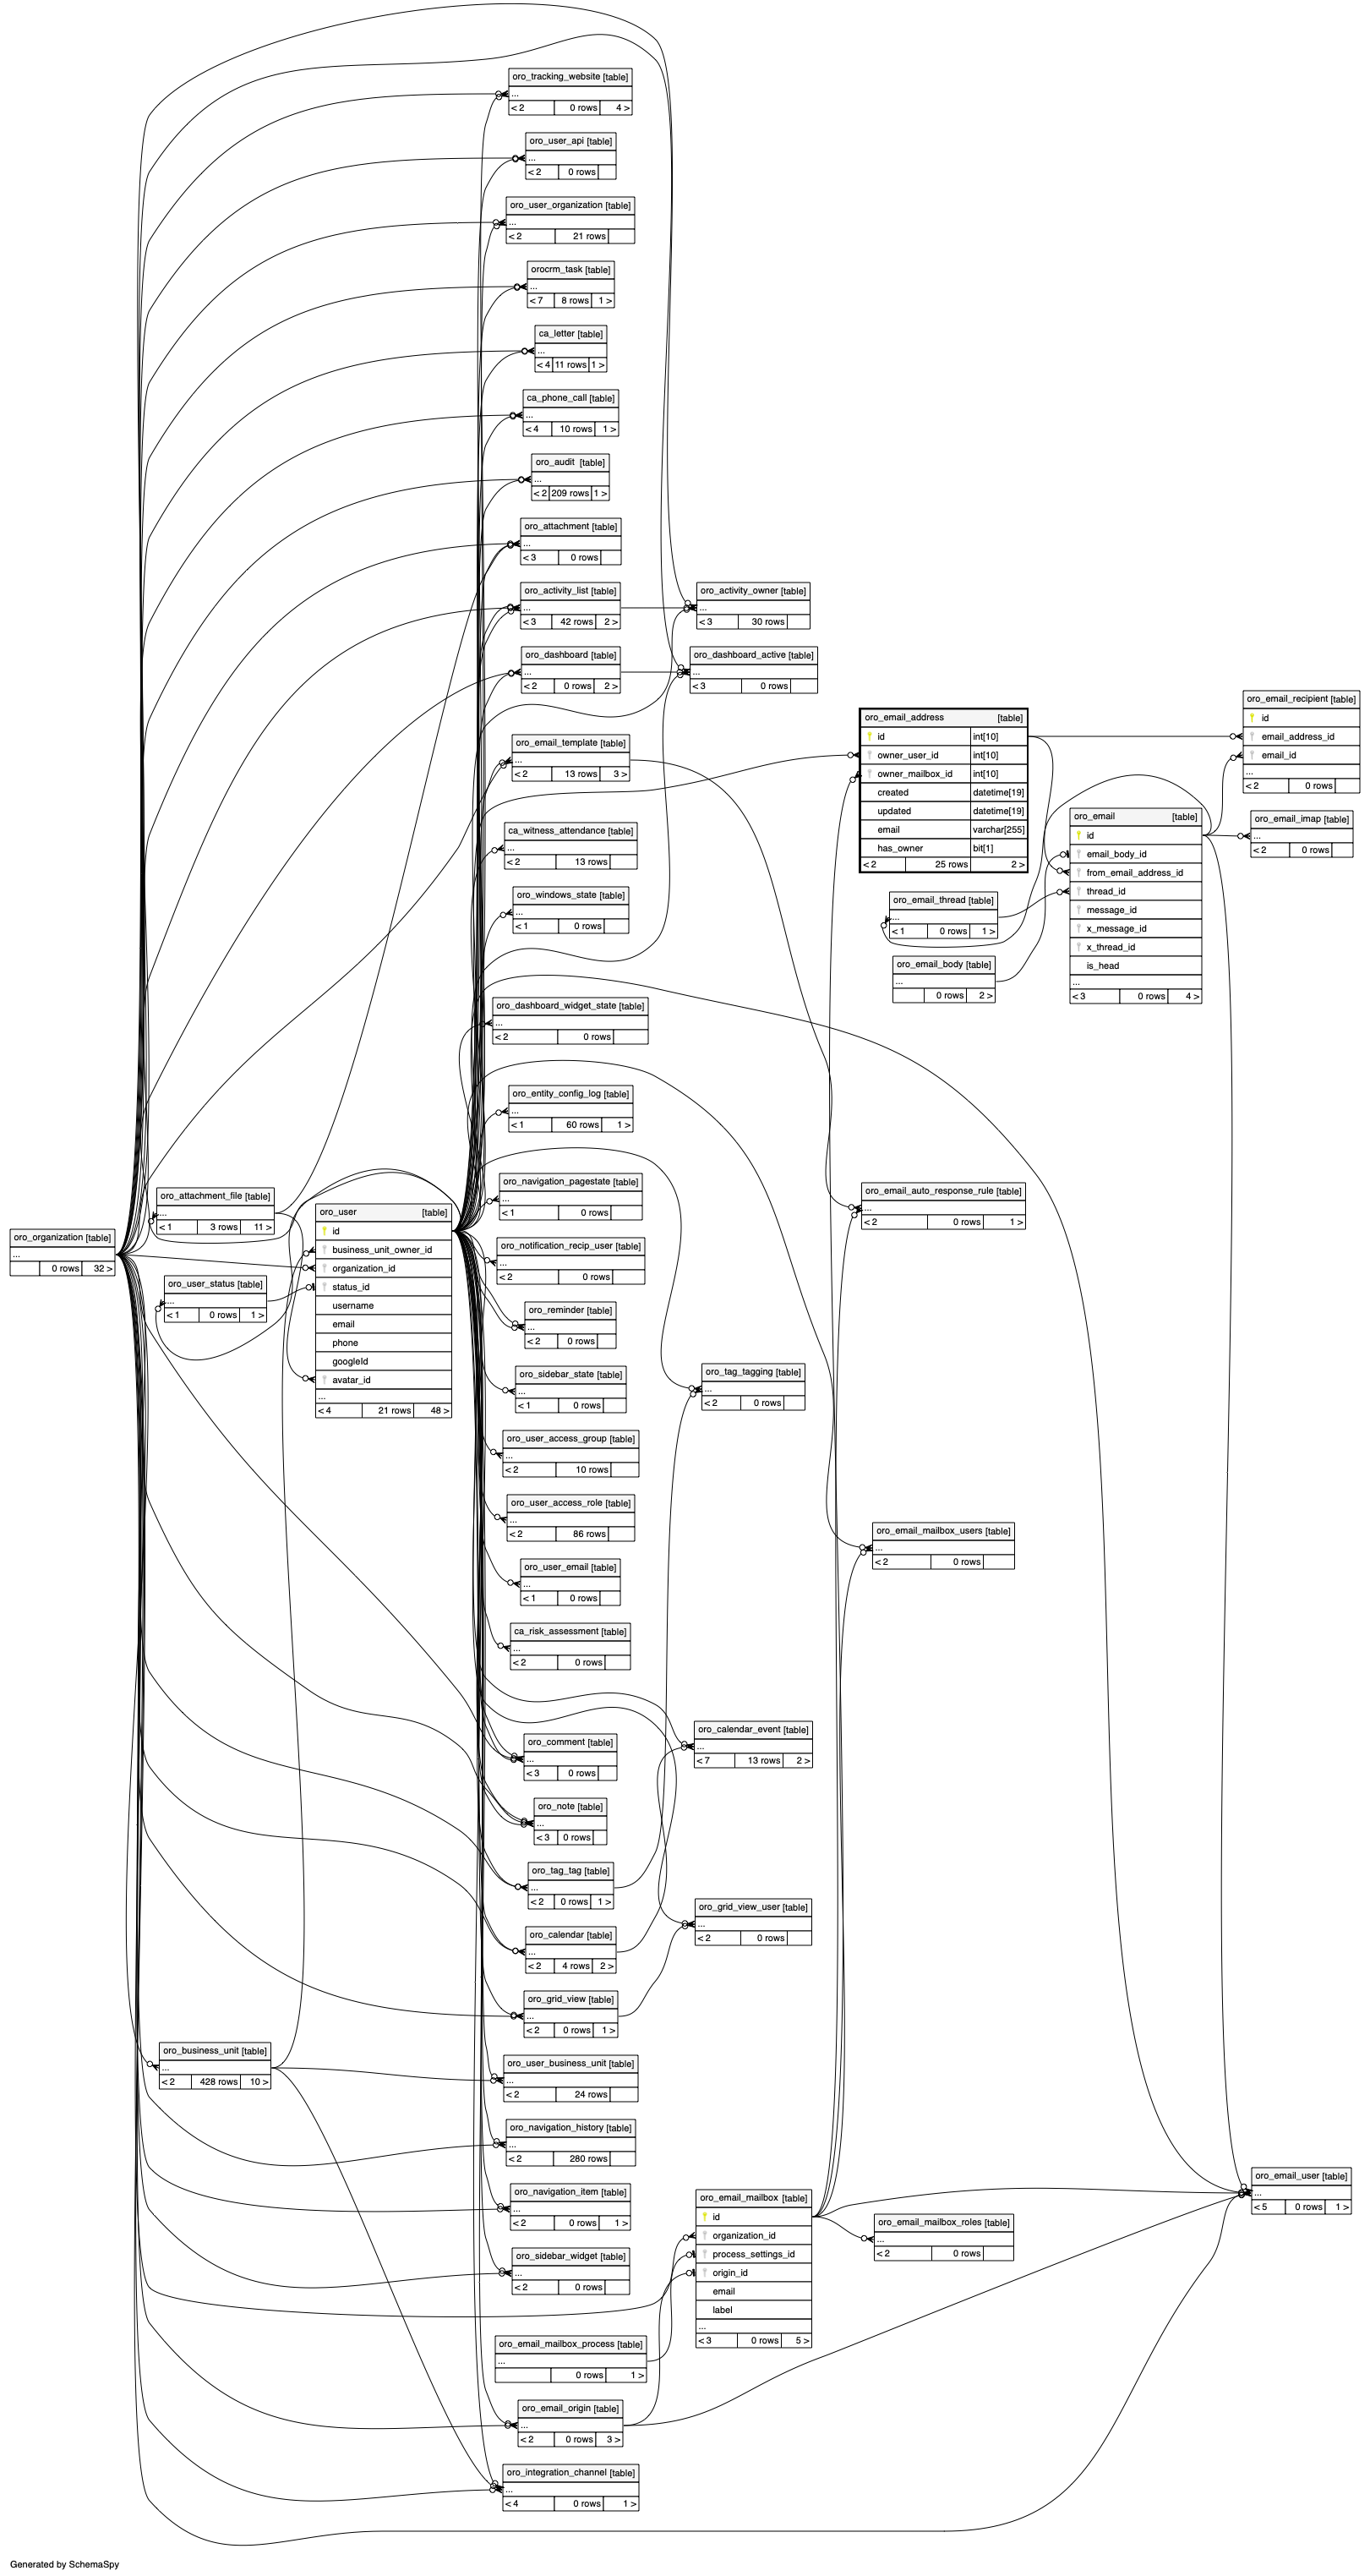 oro_tracking_website [table]
...
< 2 0 rows 4 >
oro_user_api [table]
...
< 2 0 rows
oro_user_organization [table]
...
< 2 21 rows
orocrm_task [table]
...
< 7 8 rows 1 >
ca_letter [table]
...
< 4 11 rows 1 >
ca_phone_call [table]
...
< 4 10 rows 1 >
oro_audit [table]
...
< 2 209 rows 1 >
oro_attachment [table]
...
< 3 0 rows
oro_activity_list [table]
...
< 3 42 rows 2 >
oro_activity_owner [table]
...
< 3 30 rows
oro_dashboard [table]
...
< 2 0 rows 2 >
oro_dashboard_active [table]
...
< 3 0 rows
oro_email_template [table]
...
< 2 13 rows 3 >
oro_email_address [table]
id int[10]
owner_user_id int[10]
owner_mailbox_id int[10]
created datetime[19]
updated datetime[19]
email varchar[255]
has_owner bit[1]
< 2 25 rows 2 >
oro_email_recipient [table]
id
email_address_id
email_id
...
< 2 0 rows
oro_email [table]
id
email_body_id
from_email_address_id
thread_id
message_id
x_message_id
x_thread_id
is_head
...
< 3 0 rows 4 >
oro_email_imap [table]
...
< 2 0 rows
oro_email_thread [table]
...
< 1 0 rows 1 >
oro_email_body [table]
...
0 rows 2 >
ca_witness_attendance [table]
...
< 2 13 rows
oro_windows_state [table]
...
< 1 0 rows
oro_dashboard_widget_state [table]
...
< 2 0 rows
oro_entity_config_log [table]
...
< 1 60 rows 1 >
oro_navigation_pagestate [table]
...
< 1 0 rows
oro_email_auto_response_rule [table]
...
< 2 0 rows 1 >
oro_attachment_file [table]
...
< 1 3 rows 11 >
oro_organization [table]
...
0 rows 32 >
oro_user_status [table]
...
< 1 0 rows 1 >
oro_user [table]
id
business_unit_owner_id
organization_id
status_id
username
email
phone
googleId
avatar_id
...
< 4 21 rows 48 >
oro_notification_recip_user [table]
...
< 2 0 rows
oro_reminder [table]
...
< 2 0 rows
oro_sidebar_state [table]
...
< 1 0 rows
oro_tag_tagging [table]
...
< 2 0 rows
oro_user_access_group [table]
...
< 2 10 rows
oro_user_access_role [table]
...
< 2 86 rows
oro_email_mailbox_users [table]
...
< 2 0 rows
oro_user_email [table]
...
< 1 0 rows
ca_risk_assessment [table]
...
< 2 0 rows
oro_comment [table]
...
< 3 0 rows
oro_calendar_event [table]
...
< 7 13 rows 2 >
oro_note [table]
...
< 3 0 rows
oro_tag_tag [table]
...
< 2 0 rows 1 >
oro_calendar [table]
...
< 2 4 rows 2 >
oro_grid_view_user [table]
...
< 2 0 rows
oro_grid_view [table]
...
< 2 0 rows 1 >
oro_business_unit [table]
...
< 2 428 rows 10 >
oro_user_business_unit [table]
...
< 2 24 rows
oro_navigation_history [table]
...
< 2 280 rows
oro_navigation_item [table]
...
< 2 0 rows 1 >
oro_sidebar_widget [table]
...
< 2 0 rows
oro_email_mailbox [table]
id
organization_id
process_settings_id
origin_id
email
label
...
< 3 0 rows 5 >
oro_email_mailbox_roles [table]
...
< 2 0 rows
oro_email_user [table]
...
< 5 0 rows 1 >
oro_email_mailbox_process [table]
...
0 rows 1 >
oro_email_origin [table]
...
< 2 0 rows 3 >
oro_integration_channel [table]
...
< 4 0 rows 1 >
Generated by SchemaSpy